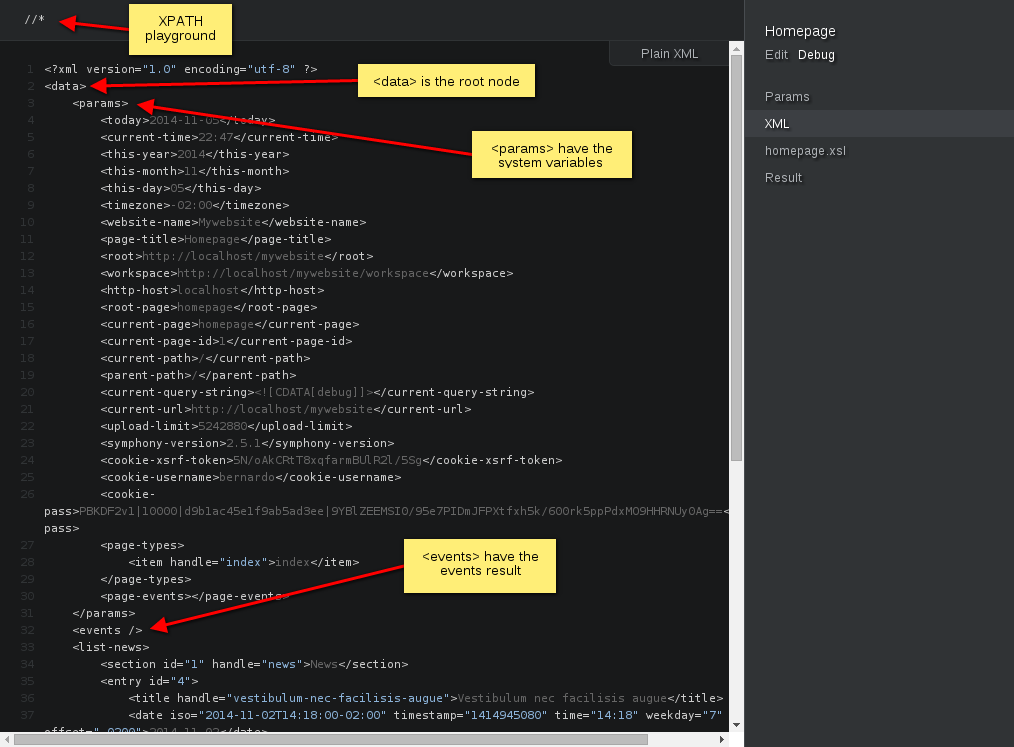 //*
XPATH
playground
Plain XML
1 <?xml version="1.0" encoding="utf-8" ?>
2 <data>
<data> is the root node
3 <params>
<params> have the
system variables
4 <today>2014-11-05</today>
5 <current-time>22:47</current-time>
6 <this-year>2014</this-year>
7 <this-month>11</this-month>
8 <this-day>05</this-day>
9 <timezone>-02:00</timezone>
10 <website-name>Mywebsite</website-name>
11 <page-title>Homepage</page-title>
12 <root>http://localhost/mywebsite</root>
13 <workspace>http://localhost/mywebsite/workspace</workspace>
14 <http-host>localhost</http-host>
15 <root-page>homepage</root-page>
16 <current-page>homepage</current-page>
17 <current-page-id>1</current-page-id>
18 <current-path>/</current-path>
19 <parent-path>/</parent-path>
20 <current-query-string><![CDATA[debug]]></current-query-string>
21 <current-url>http://localhost/mywebsite</current-url>
22 <upload-limit>5242880</upload-limit>
23 <symphony-version>2.5.1</symphony-version>
24 <cookie-xsrf-token>SN/oAkCRtT8xqfarmBUlR2l/5Sg</cookie-xsrf-token>
25 <cookie-username>bernardo</cookie-username>
26 <cookie-
pass>PBKDF2v1|10000|d9b1ac45e1f9ab5ad3ee|9YBlZEEMSI0/95e7PIDmJFPXtfxh5k/600rk5ppPdxMO9HHRNUyOAg==<
pass>
27 <page-types>
28 <item handle="index">index</item>
29 </page-types>
30 <page-events></page-events>
31 </params>
<events> have the
events result
32 <events />
33 <list-news>
34 <section id="1" handle="news">News</section>
35 <entry id="4">
36 <title handle="vestibulum-nec-facilisis-augue">Vestibulum nec facilisis augue</title>
37 <date iso="2014-11-02T14:18:00-02:00" timestamp="1414945080" time="14:18" weekday="7"
offset="-0200">2014-11-02</date>
Homepage
Edit Debug
Params
XML
homepage.xsl
Result